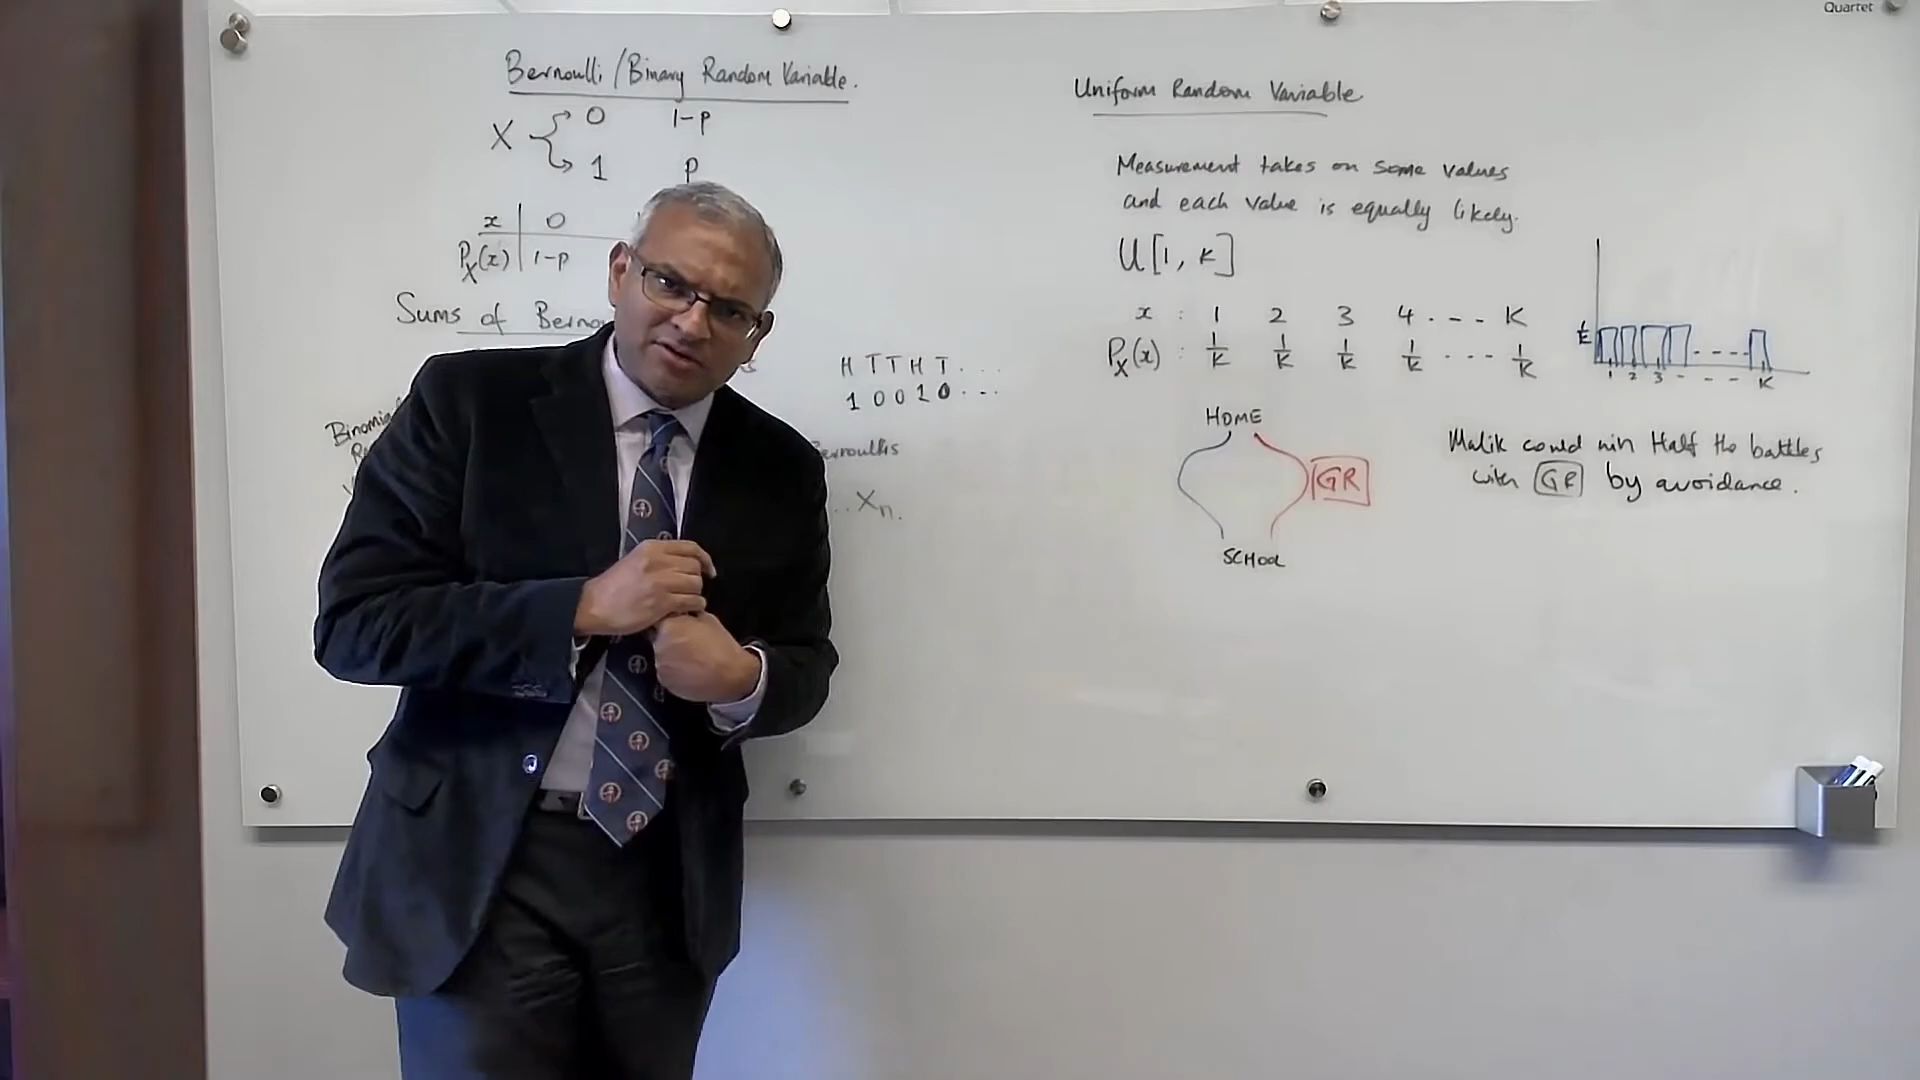 Quartet
Bernoulli/Binary Random Variable.
X 0 1-p
1 p
x 0
P_X(x) 1-p
Sums of
H T T H T . . .
1 0 0 1 0 . . .
.. Xn.
Uniform Random Variable
Measurement takes on some values
and each value is equally likely.
U[1, K]
x : 1 2 3 4 . - - - K
P_X(x) : 1/K 1/K 1/K 1/K . - - - 1/K
1/K
1 2 3 - - - - K
HOME
GR
SCHOOL
Malik could win Half the battles
with GR by avoidance.